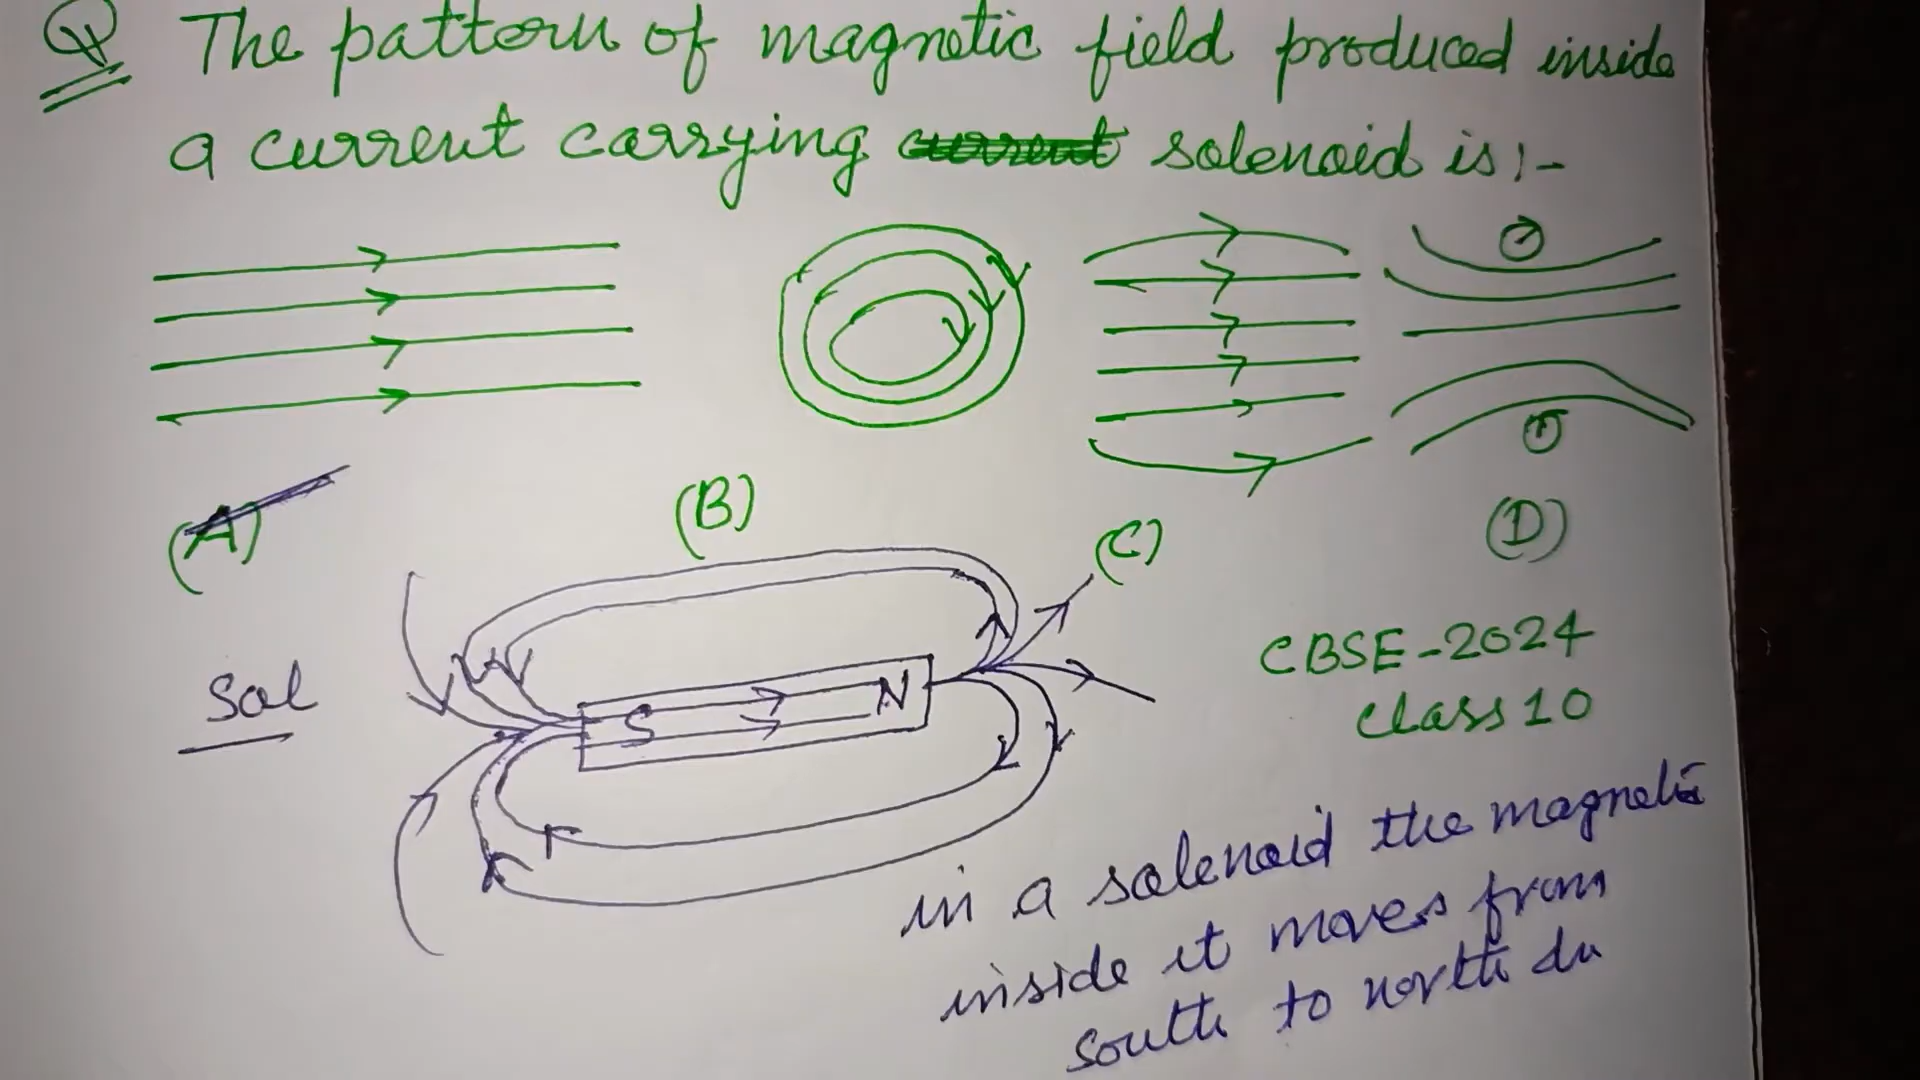 Q The pattern of magnetic field produced inside
a current carrying current solenoid is:-
(A) (B) (C) (D)
CBSE-2024
Class 10
Sol
S N
in a solenoid the magnetic
inside it moves from
south to north du